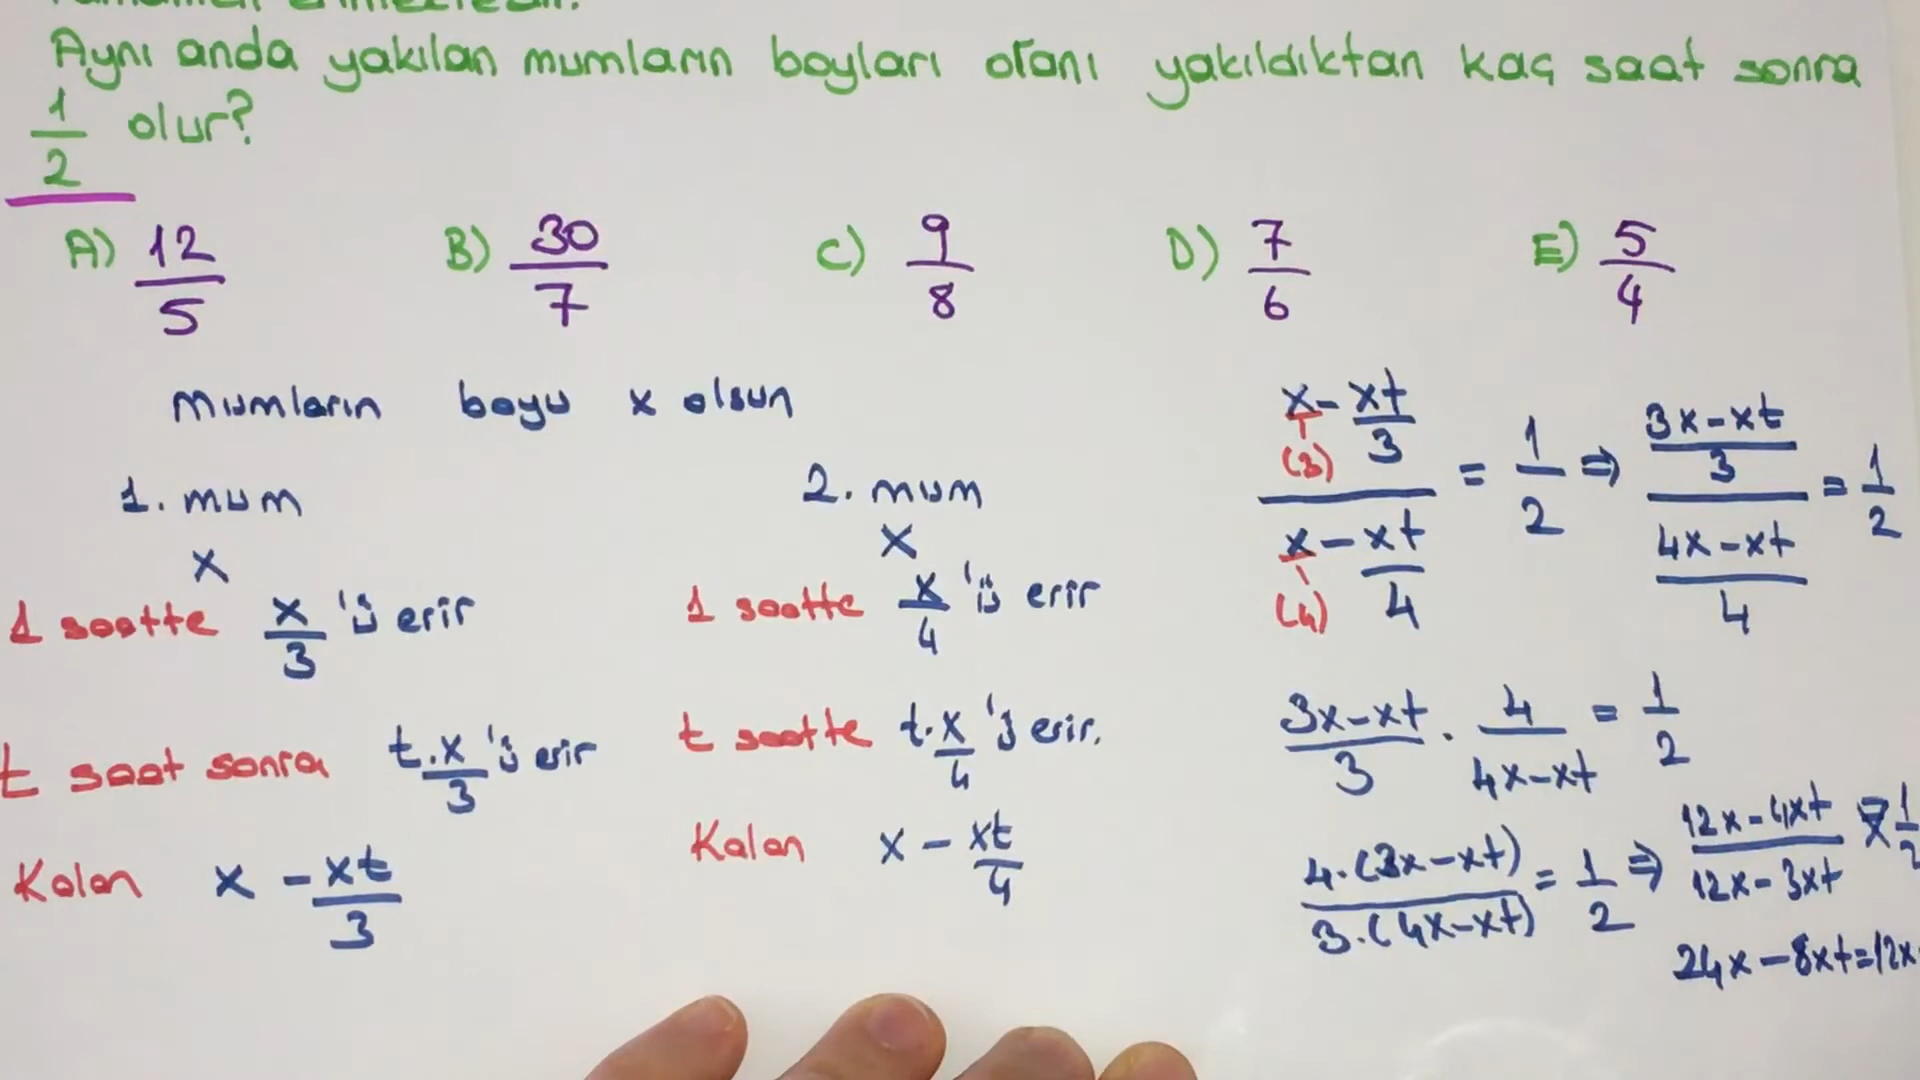 Aynı anda yakılan mumların boyları oranı yakıldıktan kaç saat sonra
1/2 olur?
A) 12/5 B) 30/7 C) 9/8 D) 7/6 E) 5/4
mumların boyu x olsun
1. mum
x
1 saatte x/3 'ü erir
t saat sonra t.x/3 'ü erir
Kalan x - xt/3
2. mum
x
1 saatte x/4 'ü erir
t saatte t.x/4 'ü erir.
Kalan x - xt/4
(x - xt/3)/(x - xt/4) = 1/2 ⇒ ((3x-xt)/3)/((4x-xt)/4) = 1/2
(3) (4)
(3x-xt)/3 . 4/(4x-xt) = 1/2
4.(3x-xt)/3.(4x-xt) = 1/2 ⇒ (12x-4xt)/(12x-3xt) = 1/2
24x-8xt=12x